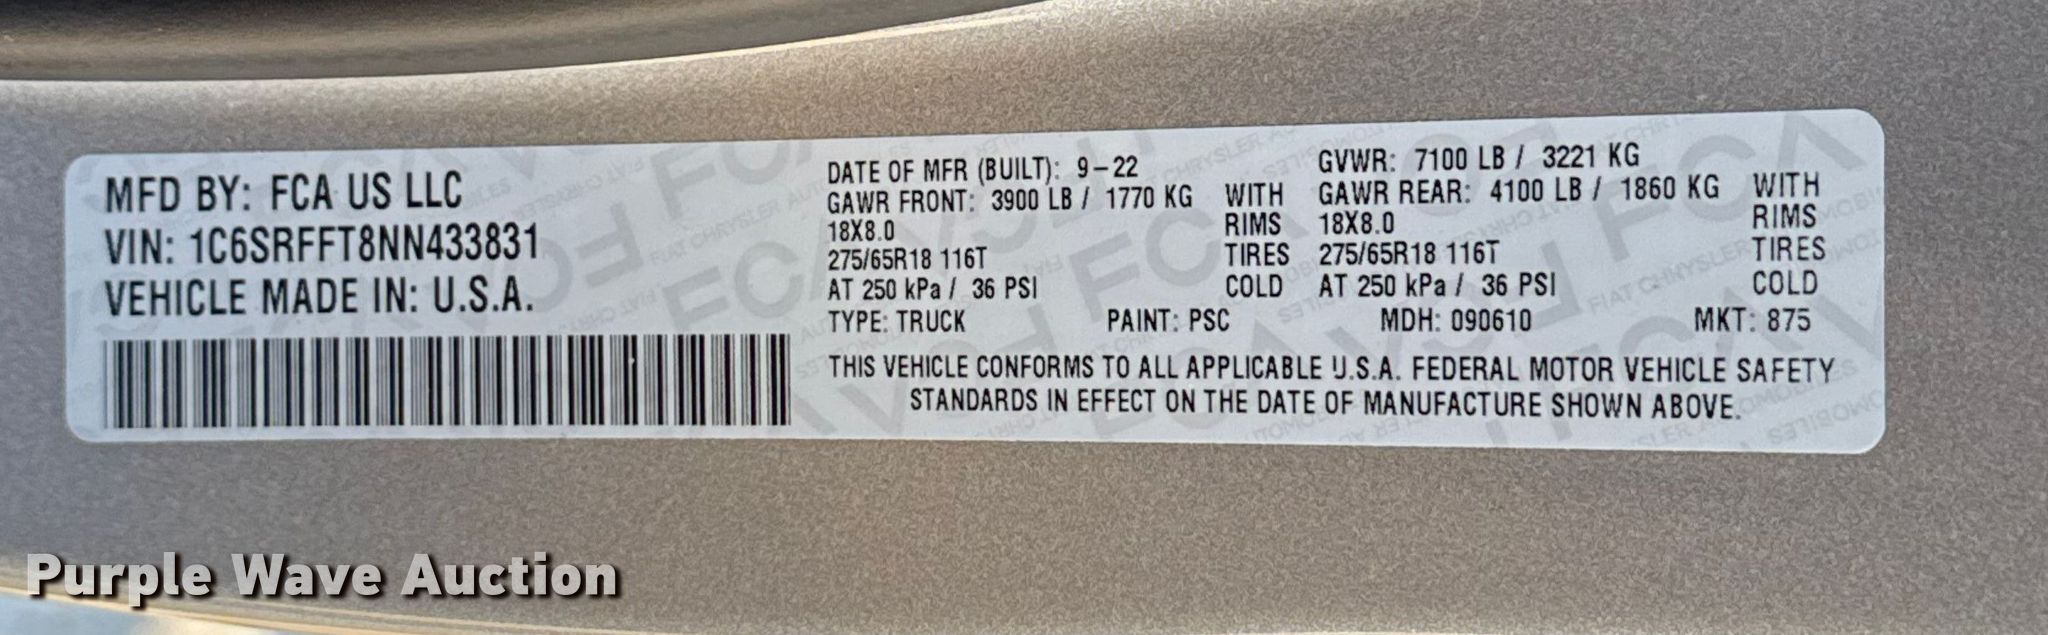 MFD BY: FCA US LLC
VIN: 1C6SRFFT8NN433831
VEHICLE MADE IN: U.S.A.
DATE OF MFR (BUILT): 9-22 GVWR: 7100 LB / 3221 KG
GAWR FRONT: 3900 LB / 1770 KG WITH GAWR REAR: 4100 LB / 1860 KG WITH
18X8.0 RIMS 18X8.0 RIMS
275/65R18 116T TIRES 275/65R18 116T TIRES
AT 250 kPa / 36 PSI COLD AT 250 kPa / 36 PSI COLD
TYPE: TRUCK PAINT: PSC MDH: 090610 MKT: 875
THIS VEHICLE CONFORMS TO ALL APPLICABLE U.S.A. FEDERAL MOTOR VEHICLE SAFETY
STANDARDS IN EFFECT ON THE DATE OF MANUFACTURE SHOWN ABOVE.
Purple Wave Auction